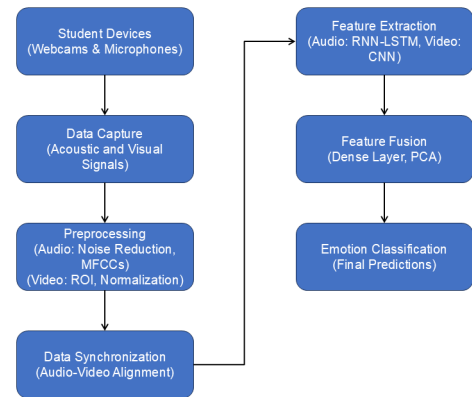 Student Devices
(Webcams & Microphones)
Data Capture
(Acoustic and Visual
Signals)
Preprocessing
(Audio: Noise Reduction,
MFCCs)
(Video: ROI, Normalization)
Data Synchronization
(Audio-Video Alignment)
Feature Extraction
(Audio: RNN-LSTM, Video:
CNN)
Feature Fusion
(Dense Layer, PCA)
Emotion Classification
(Final Predictions)